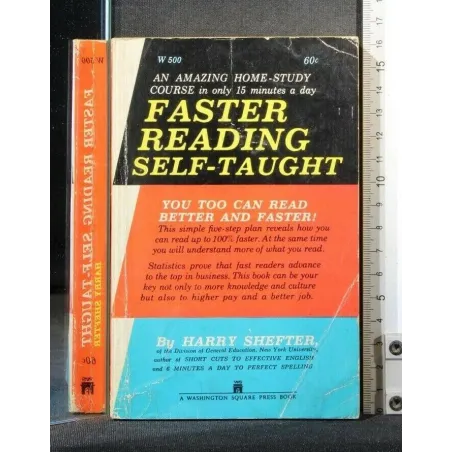 W 500
FASTER READING SELF-TAUGHT
HARRY SHEFTER
60¢
W 500 60¢
AN AMAZING HOME-STUDY
COURSE in only 15 minutes a day
FASTER
READING
SELF-TAUGHT
YOU TOO CAN READ
BETTER AND FASTER!
This simple five-step plan reveals how you
can read up to 100% faster. At the same time
you will understand more of what you read.
Statistics prove that fast readers advance
to the top in business. This book can be your
key not only to more knowledge and culture
but also to higher pay and a better job.
By HARRY SHEFTER,
of the Division of General Education, New York University,
author of SHORT CUTS TO EFFECTIVE ENGLISH
and 6 MINUTES A DAY TO PERFECT SPELLING
A WASHINGTON SQUARE PRESS BOOK